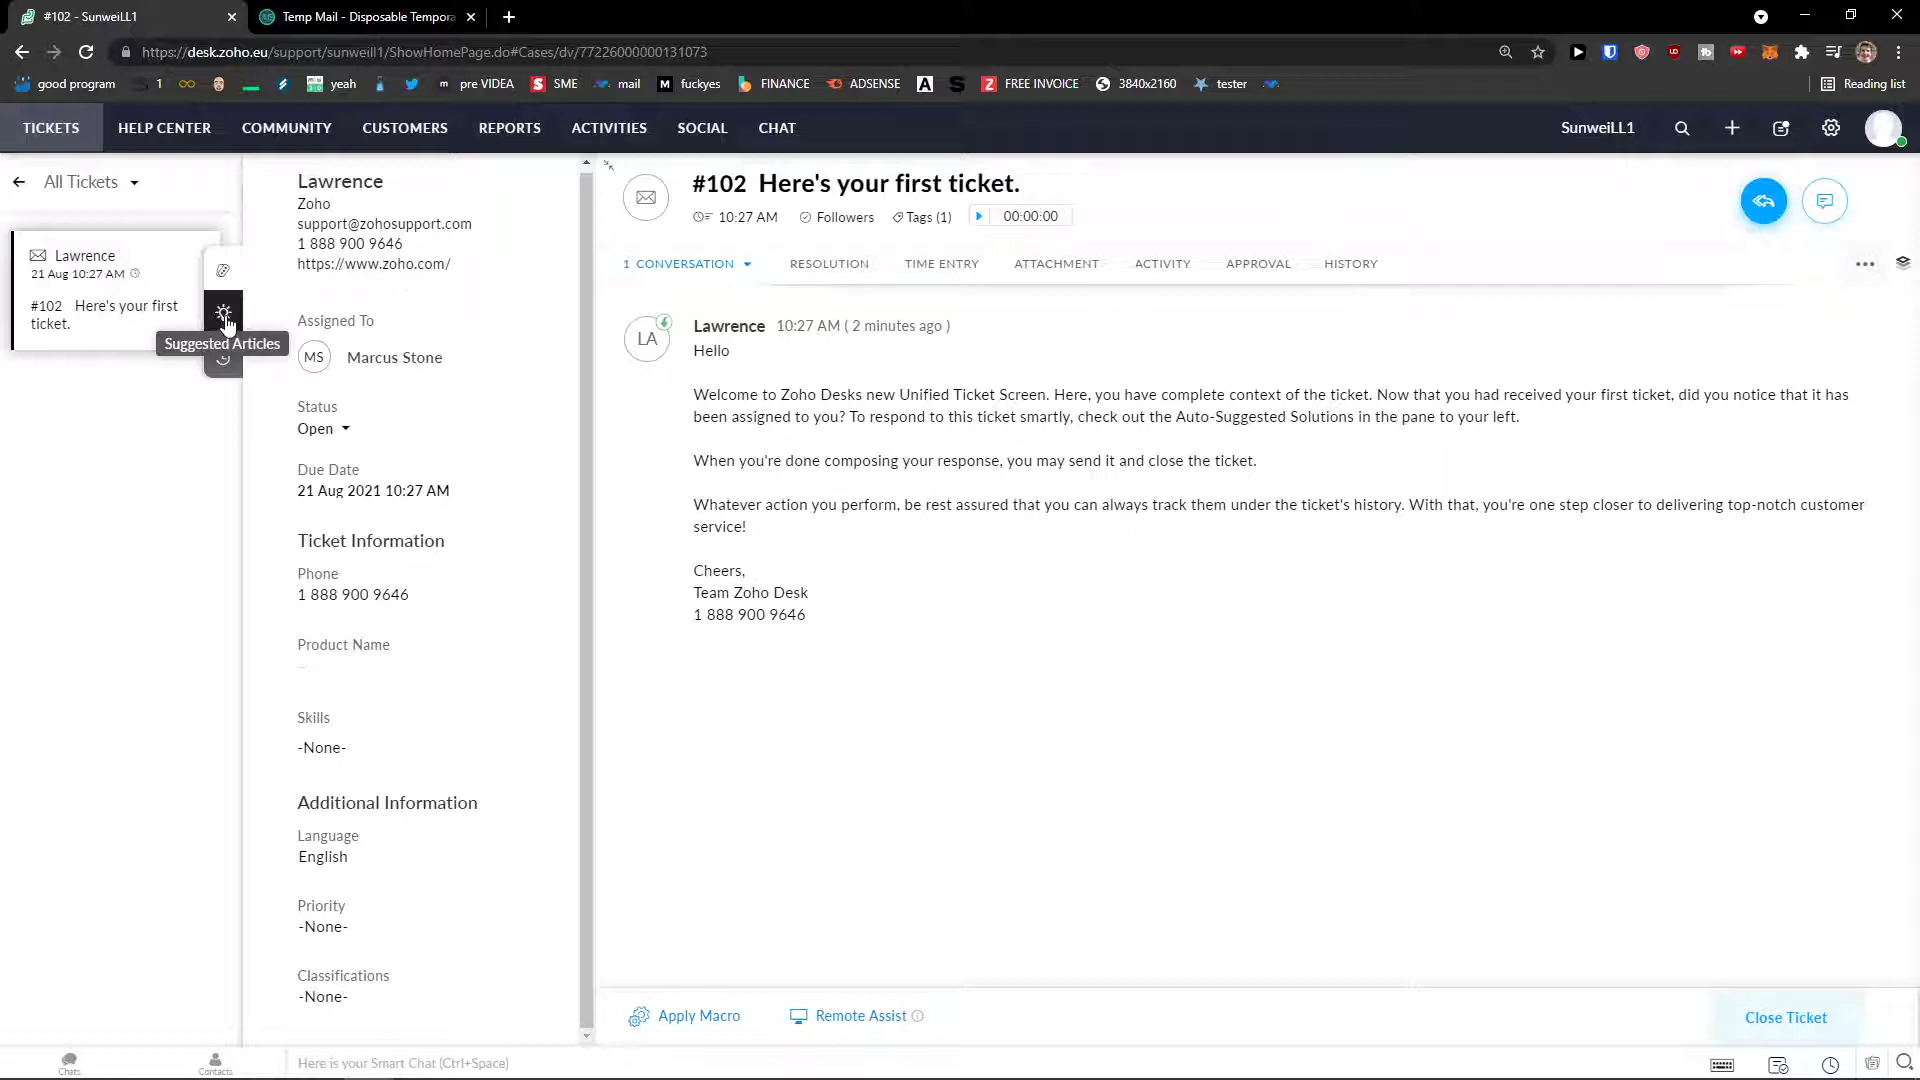 #102 - SunweiLL1
Temp Mail - Disposable Tempora
https://desk.zoho.eu/support/sunweill1/ShowHomePage.do#Cases/dv/77226000000131073
good program
1
yeah
pre VIDEA
SME
mail
fuckyes
FINANCE
ADSENSE
FREE INVOICE
3840x2160
tester
Reading list
TICKETS
HELP CENTER
COMMUNITY
CUSTOMERS
REPORTS
ACTIVITIES
SOCIAL
CHAT
SunweiLL1
All Tickets
Lawrence
21 Aug 10:27 AM
#102 Here's your first
ticket.
Suggested Articles
Lawrence
Zoho
support@zohosupport.com
1 888 900 9646
https://www.zoho.com/
Assigned To
MS
Marcus Stone
Status
Open
Due Date
21 Aug 2021 10:27 AM
Ticket Information
Phone
1 888 900 9646
Product Name
Skills
-None-
Additional Information
Language
English
Priority
-None-
Classifications
-None-
#102 Here's your first ticket.
10:27 AM
Followers
Tags (1)
00:00:00
1 CONVERSATION
RESOLUTION
TIME ENTRY
ATTACHMENT
ACTIVITY
APPROVAL
HISTORY
LA
Lawrence 10:27 AM ( 2 minutes ago )
Hello
Welcome to Zoho Desks new Unified Ticket Screen. Here, you have complete context of the ticket. Now that you had received your first ticket, did you notice that it has
been assigned to you? To respond to this ticket smartly, check out the Auto-Suggested Solutions in the pane to your left.
When you're done composing your response, you may send it and close the ticket.
Whatever action you perform, be rest assured that you can always track them under the ticket's history. With that, you're one step closer to delivering top-notch customer
service!
Cheers,
Team Zoho Desk
1 888 900 9646
Apply Macro
Remote Assist
Close Ticket
Chats
Contacts
Here is your Smart Chat (Ctrl+Space)